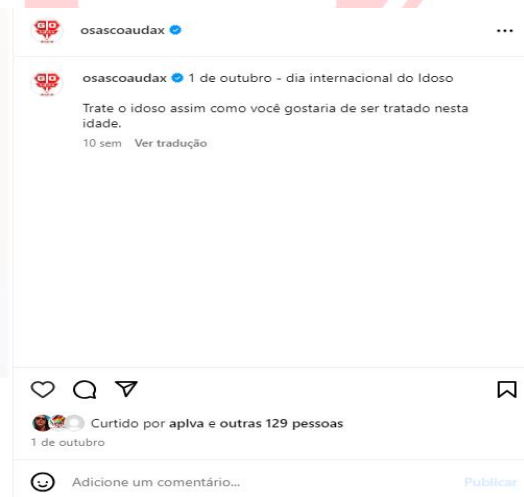 osascoaudax
osascoaudax 1 de outubro - dia internacional do Idoso
Trate o idoso assim como você gostaria de ser tratado nesta
idade.
10 sem Ver tradução
Curtido por aplva e outras 129 pessoas
1 de outubro
Adicione um comentário... Publicar